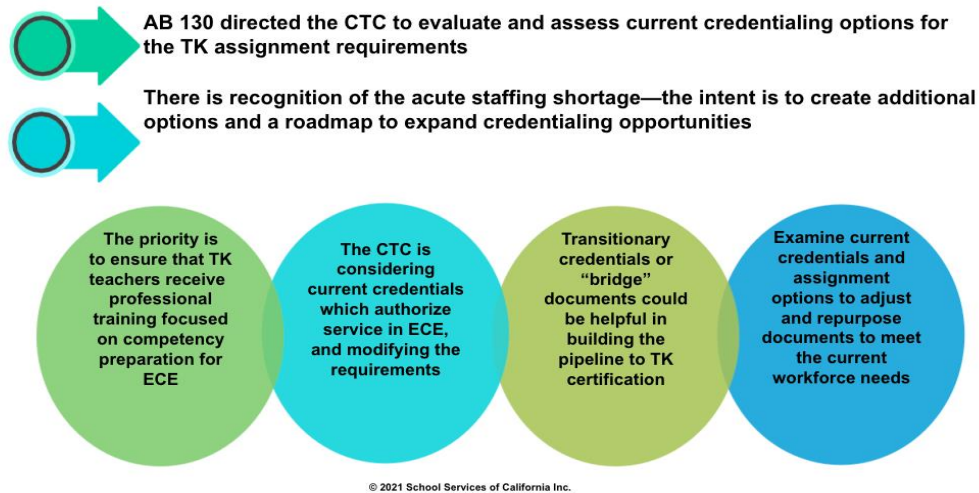 AB 130 directed the CTC to evaluate and assess current credentialing options for
the TK assignment requirements
There is recognition of the acute staffing shortage—the intent is to create additional
options and a roadmap to expand credentialing opportunities
The priority is
to ensure that TK
teachers receive
professional
training focused
on competency
preparation for
ECE
The CTC is
considering
current credentials
which authorize
service in ECE,
and modifying the
requirements
Transitionary
credentials or
“bridge”
documents could
be helpful in
building the
pipeline to TK
certification
Examine current
credentials and
assignment
options to adjust
and repurpose
documents to meet
the current
workforce needs
© 2021 School Services of California Inc.